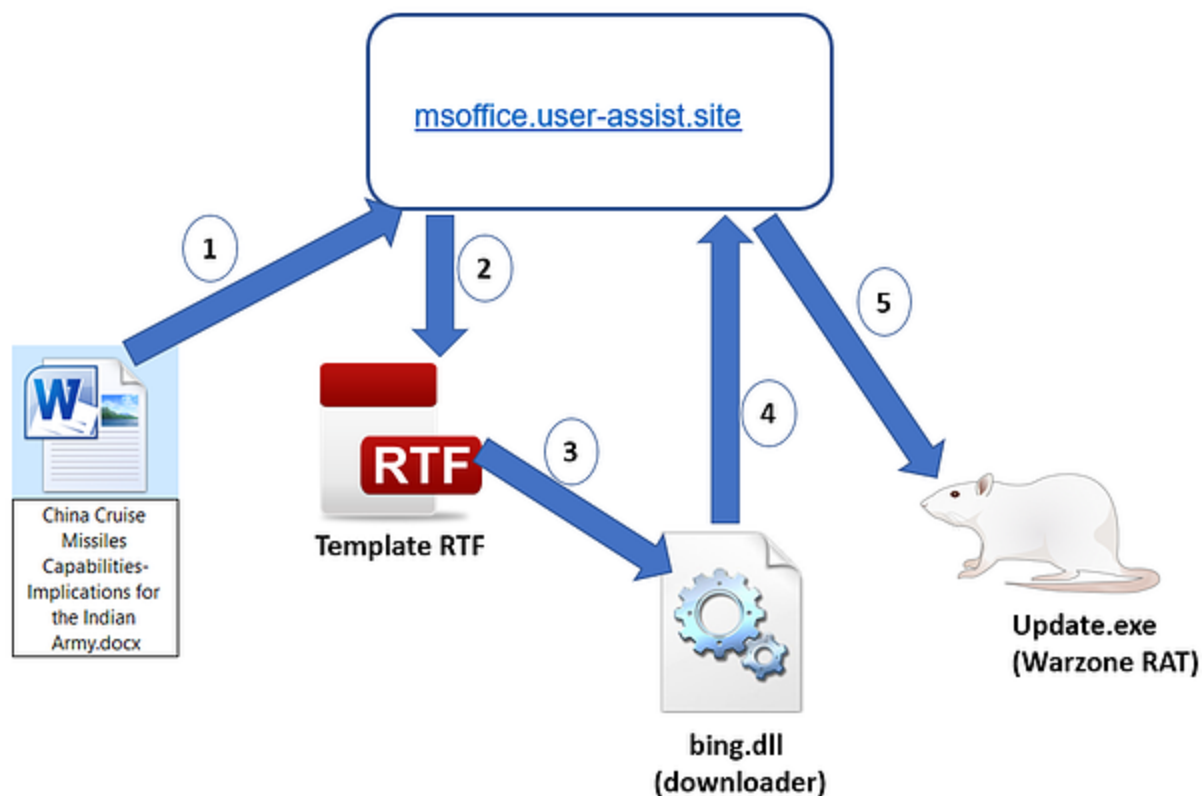 msoffice.user-assist.site
1
2
5
W
4
3
RTF
China Cruise
Missiles
Capabilities-
Implications for
the Indian
Army.docx
Template RTF
Update.exe
(Warzone RAT)
bing.dll
(downloader)